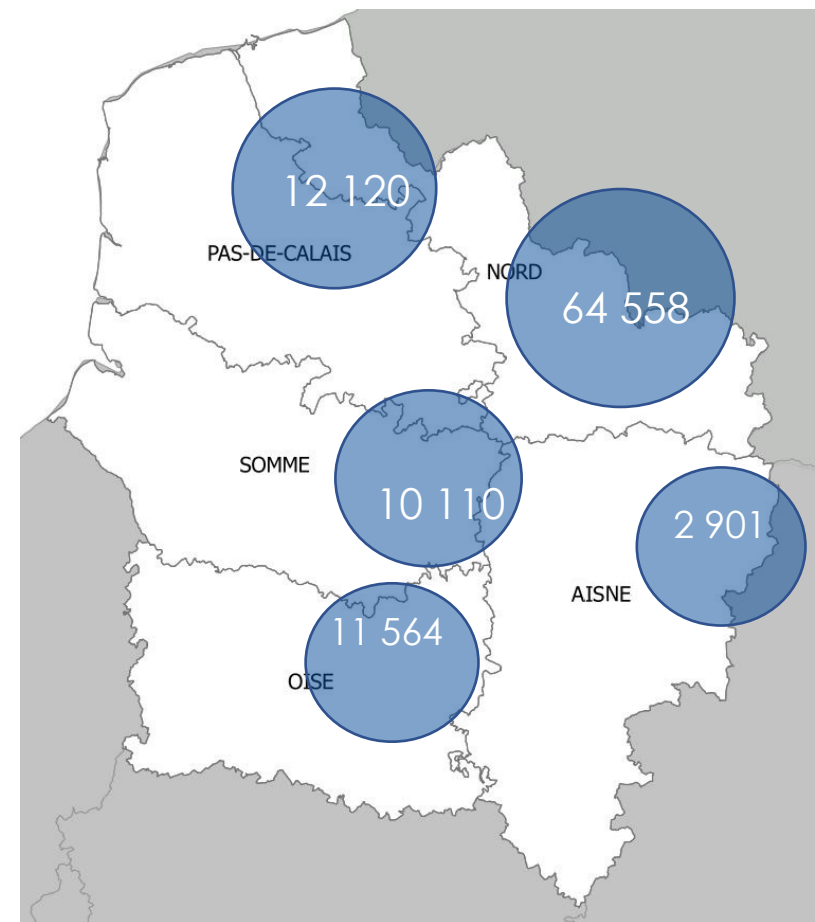 12 120
PAS-DE-CALAIS
NORD
64 558
SOMME
10 110
2 901
AISNE
11 564
OISE